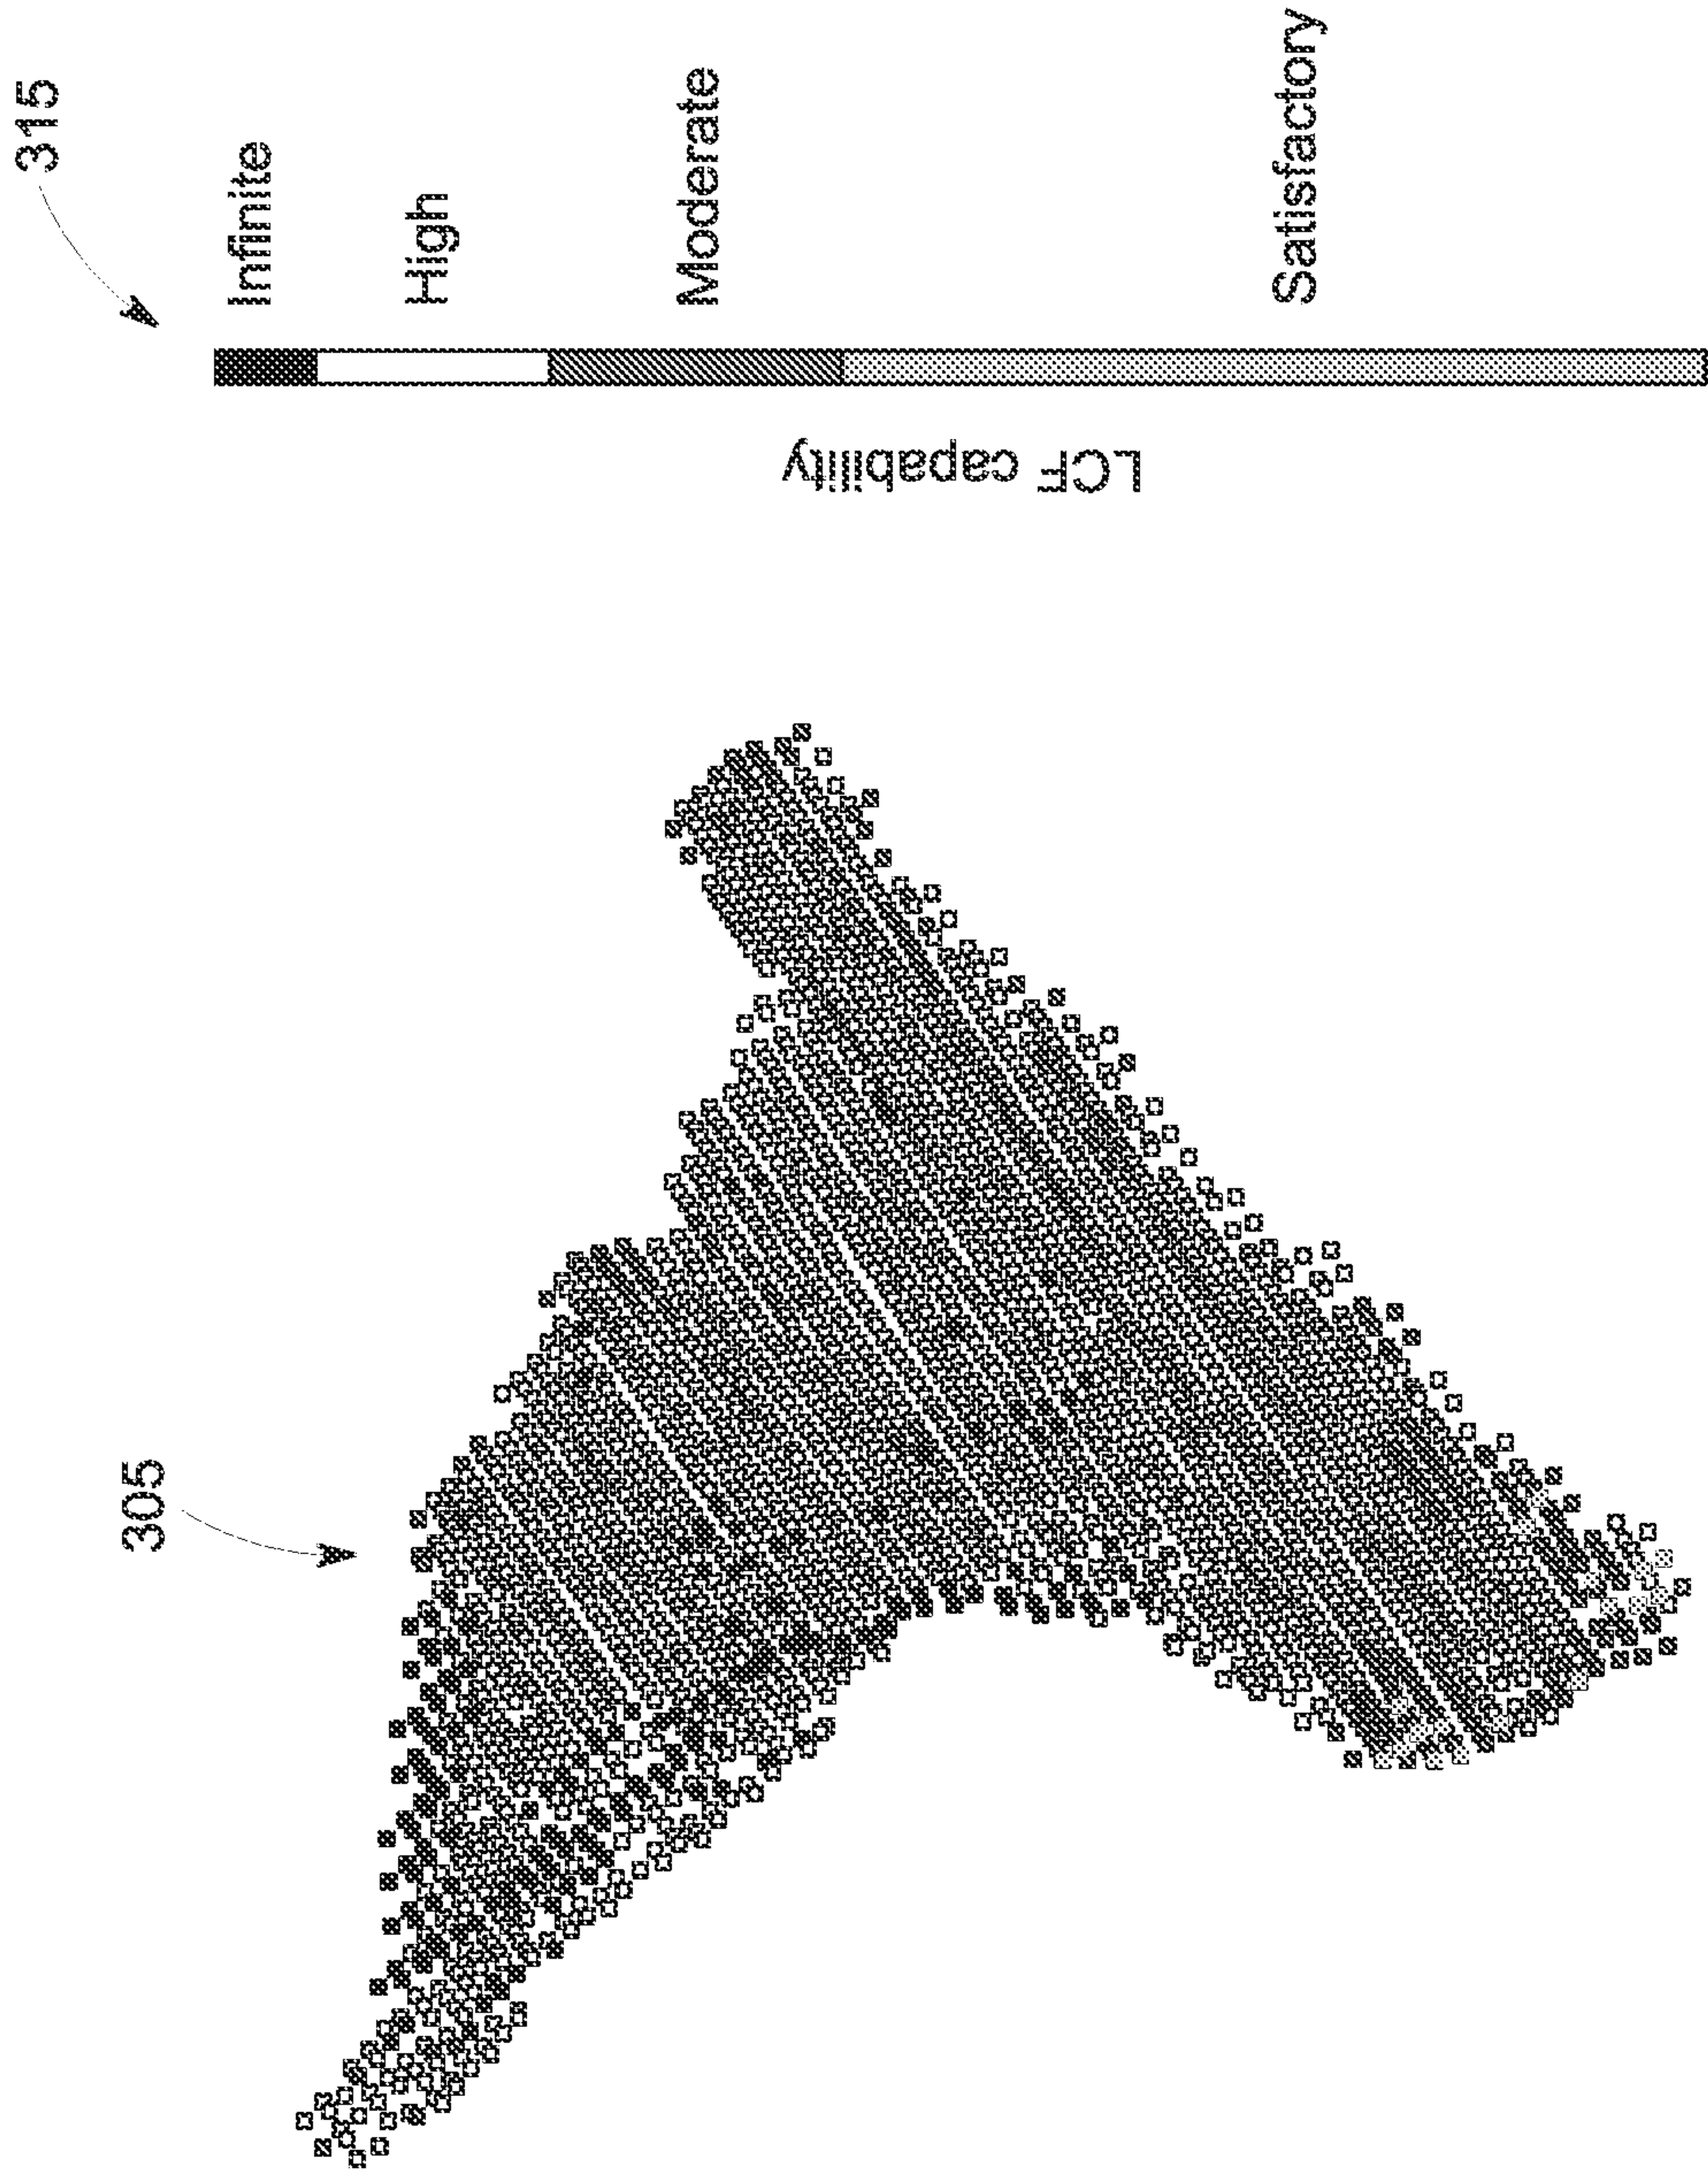 315
Infinite
High
Moderate
Satisfactory
LCF capability
305